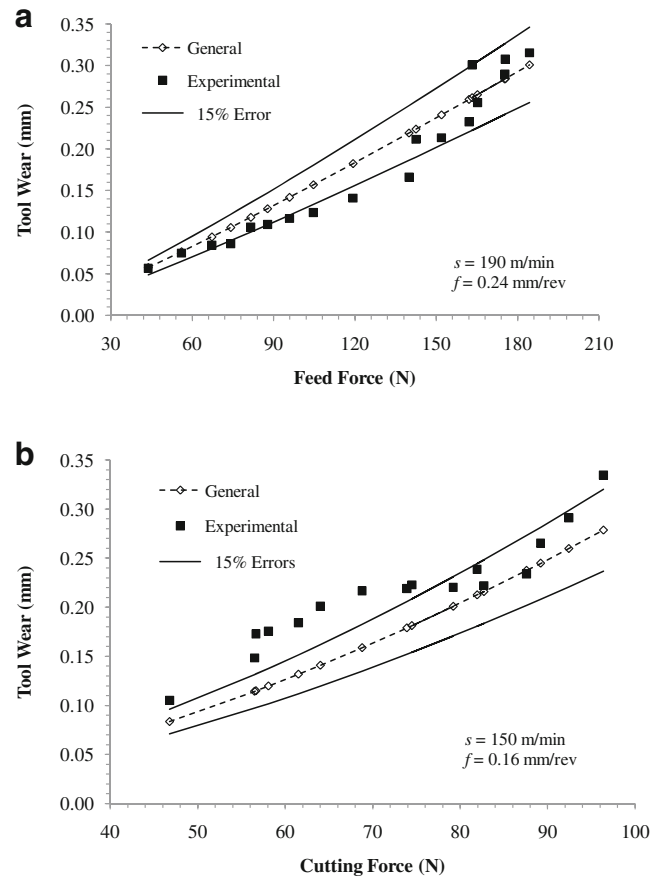 a
0.35
0.30
0.25
0.20
0.15
0.10
0.05
0.00
Tool Wear (mm)
General
Experimental
15% Error
s = 190 m/min
f = 0.24 mm/rev
30 60 90 120 150 180 210
Feed Force (N)
b
0.35
0.30
0.25
0.20
0.15
0.10
0.05
0.00
Tool Wear (mm)
General
Experimental
15% Errors
s = 150 m/min
f = 0.16 mm/rev
40 50 60 70 80 90 100
Cutting Force (N)